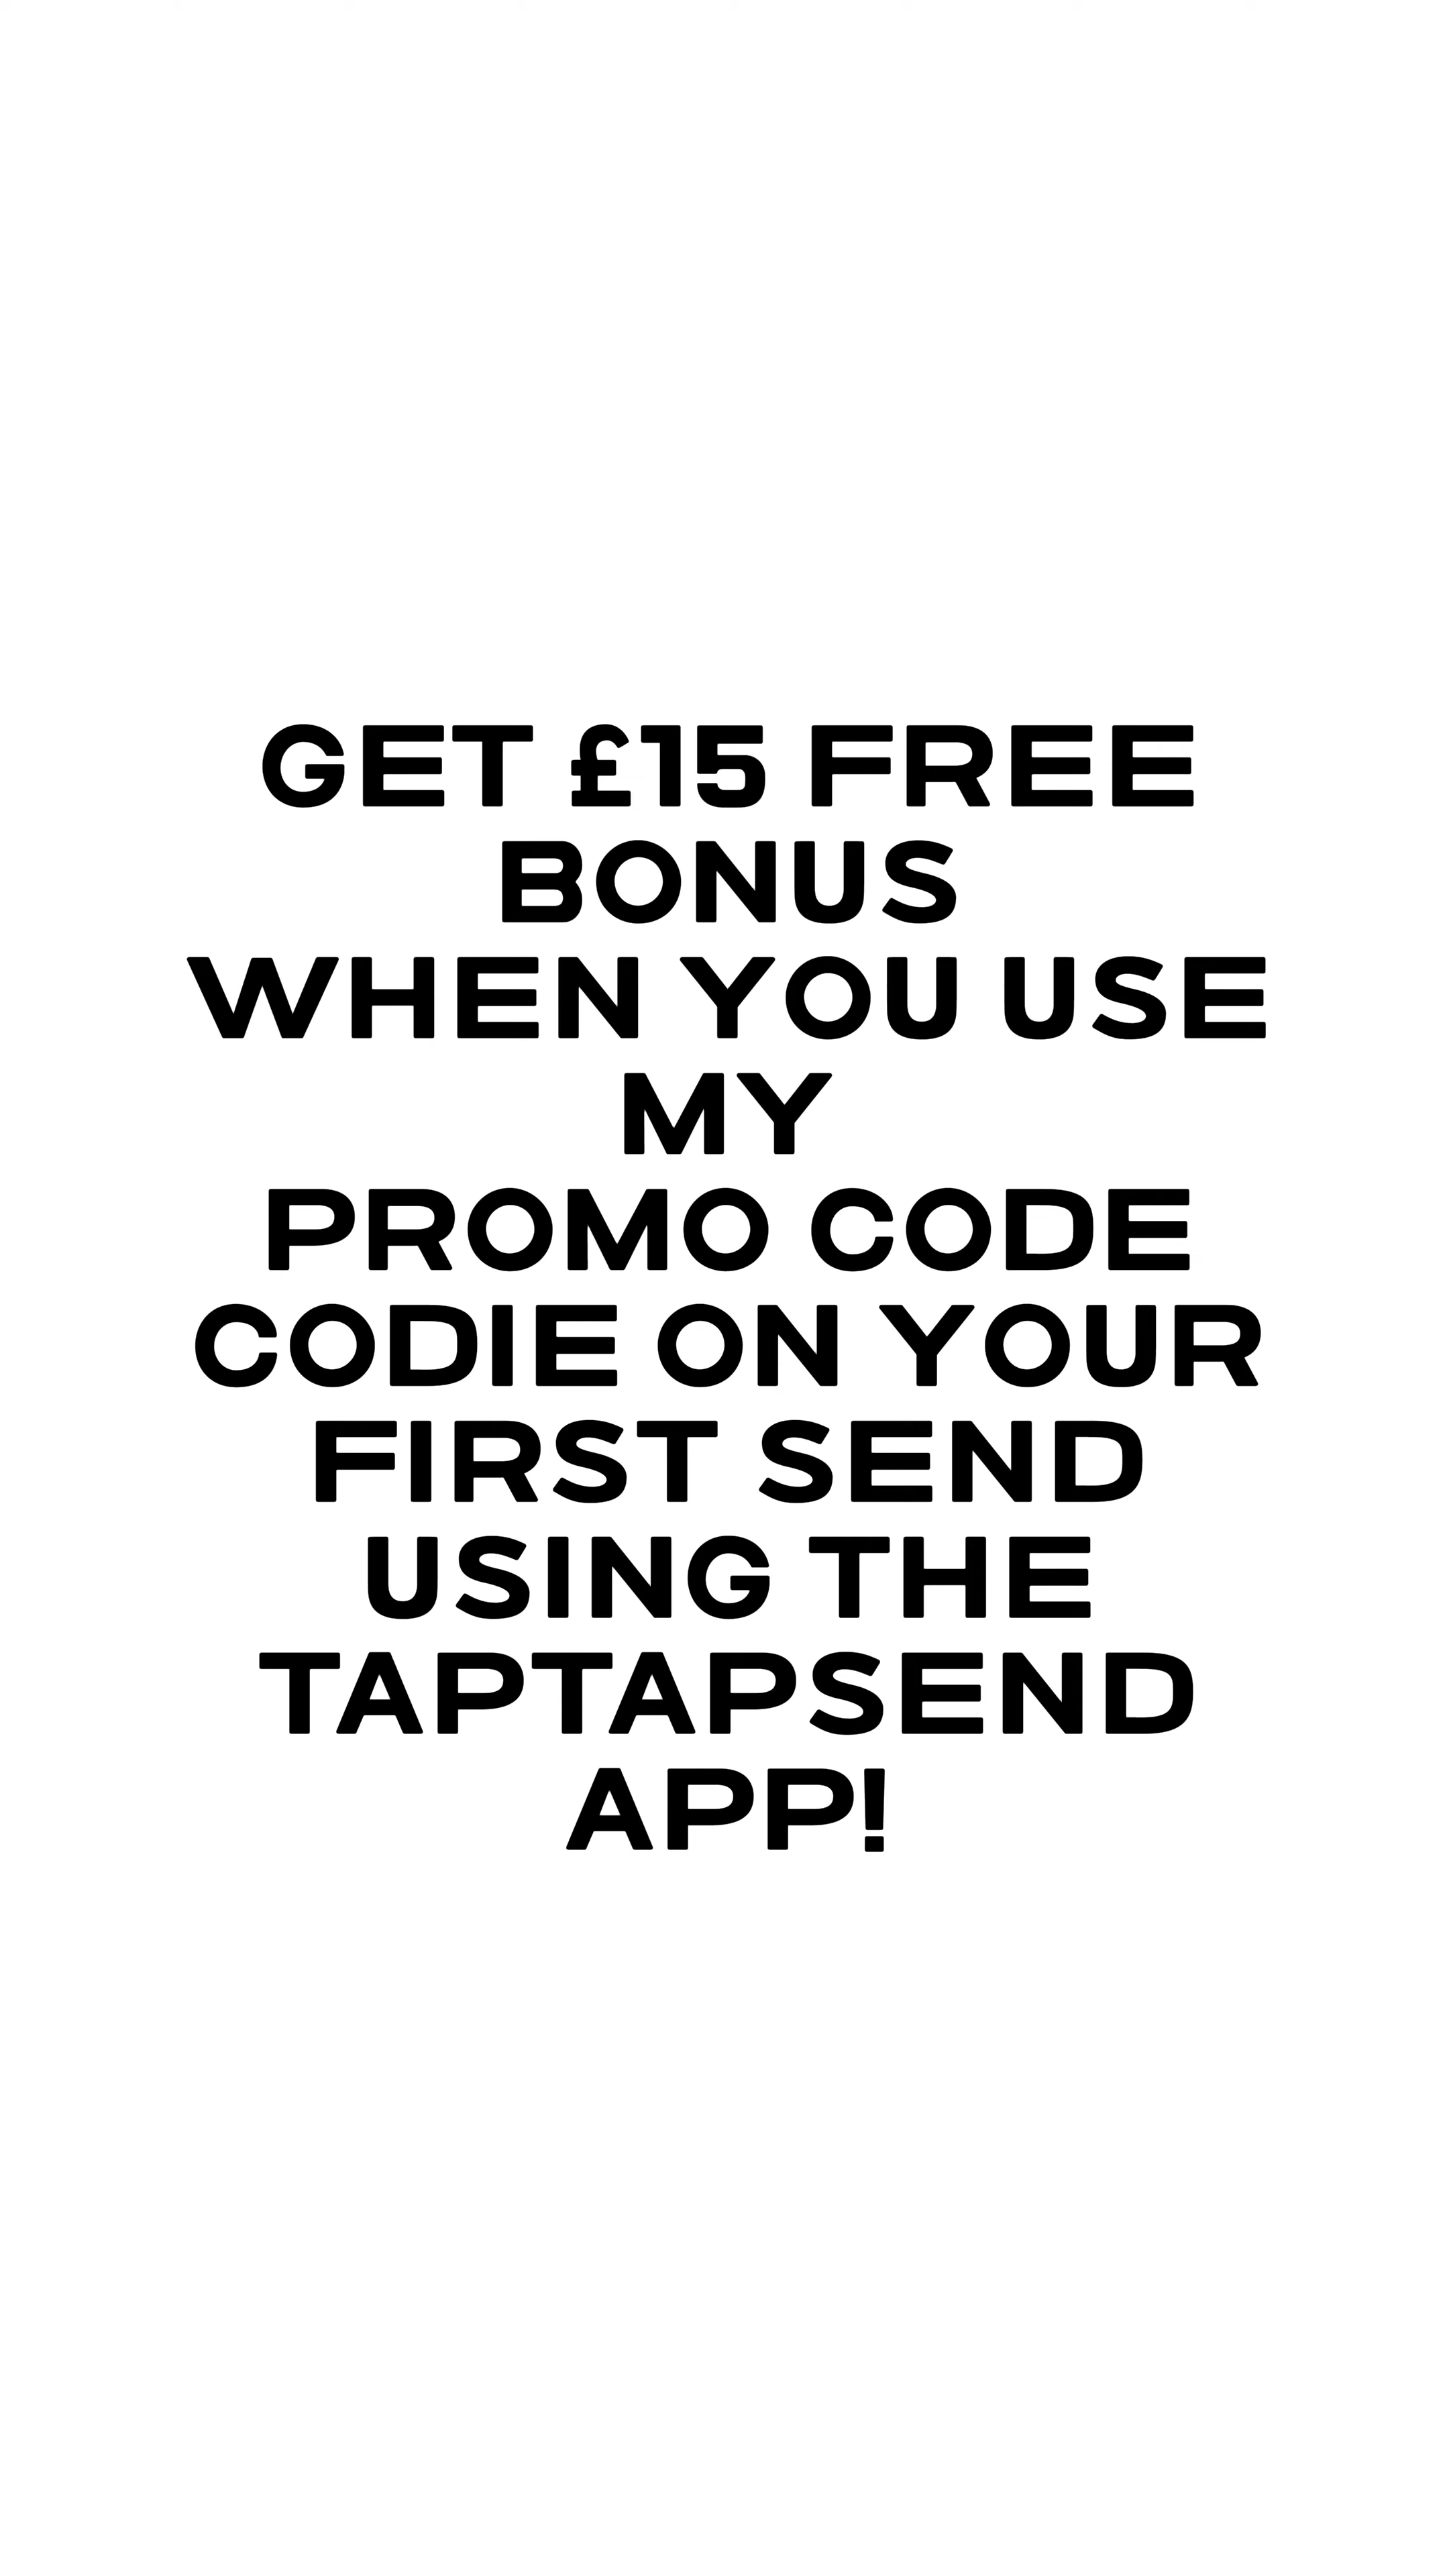 GET £15 FREE
BONUS
WHEN YOU USE
MY
PROMO CODE
CODIE ON YOUR
FIRST SEND
USING THE
TAPTAPSEND
APP!